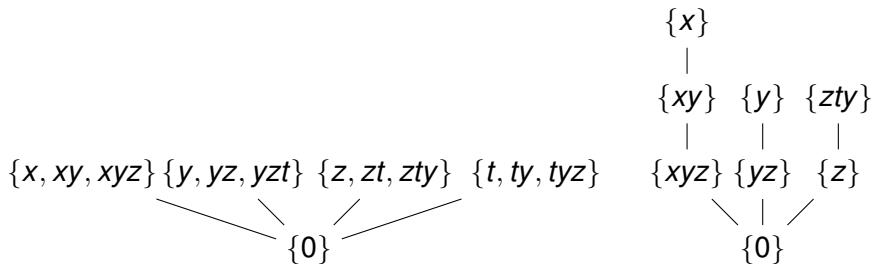 {x}
{xy} {y} {zty}
{x, xy, xyz} {y, yz, yzt} {z, zt, zty} {t, ty, tyz} {xyz} {yz} {z}
{0} {0}